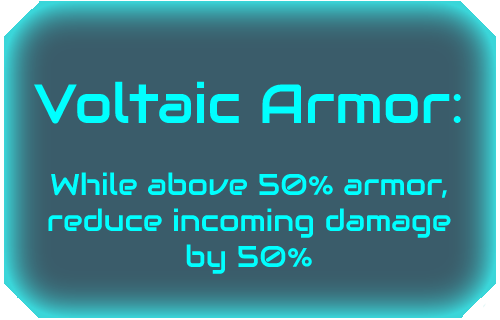 Voltaic Armor:
While above 50% armor,
reduce incoming damage
by 50%